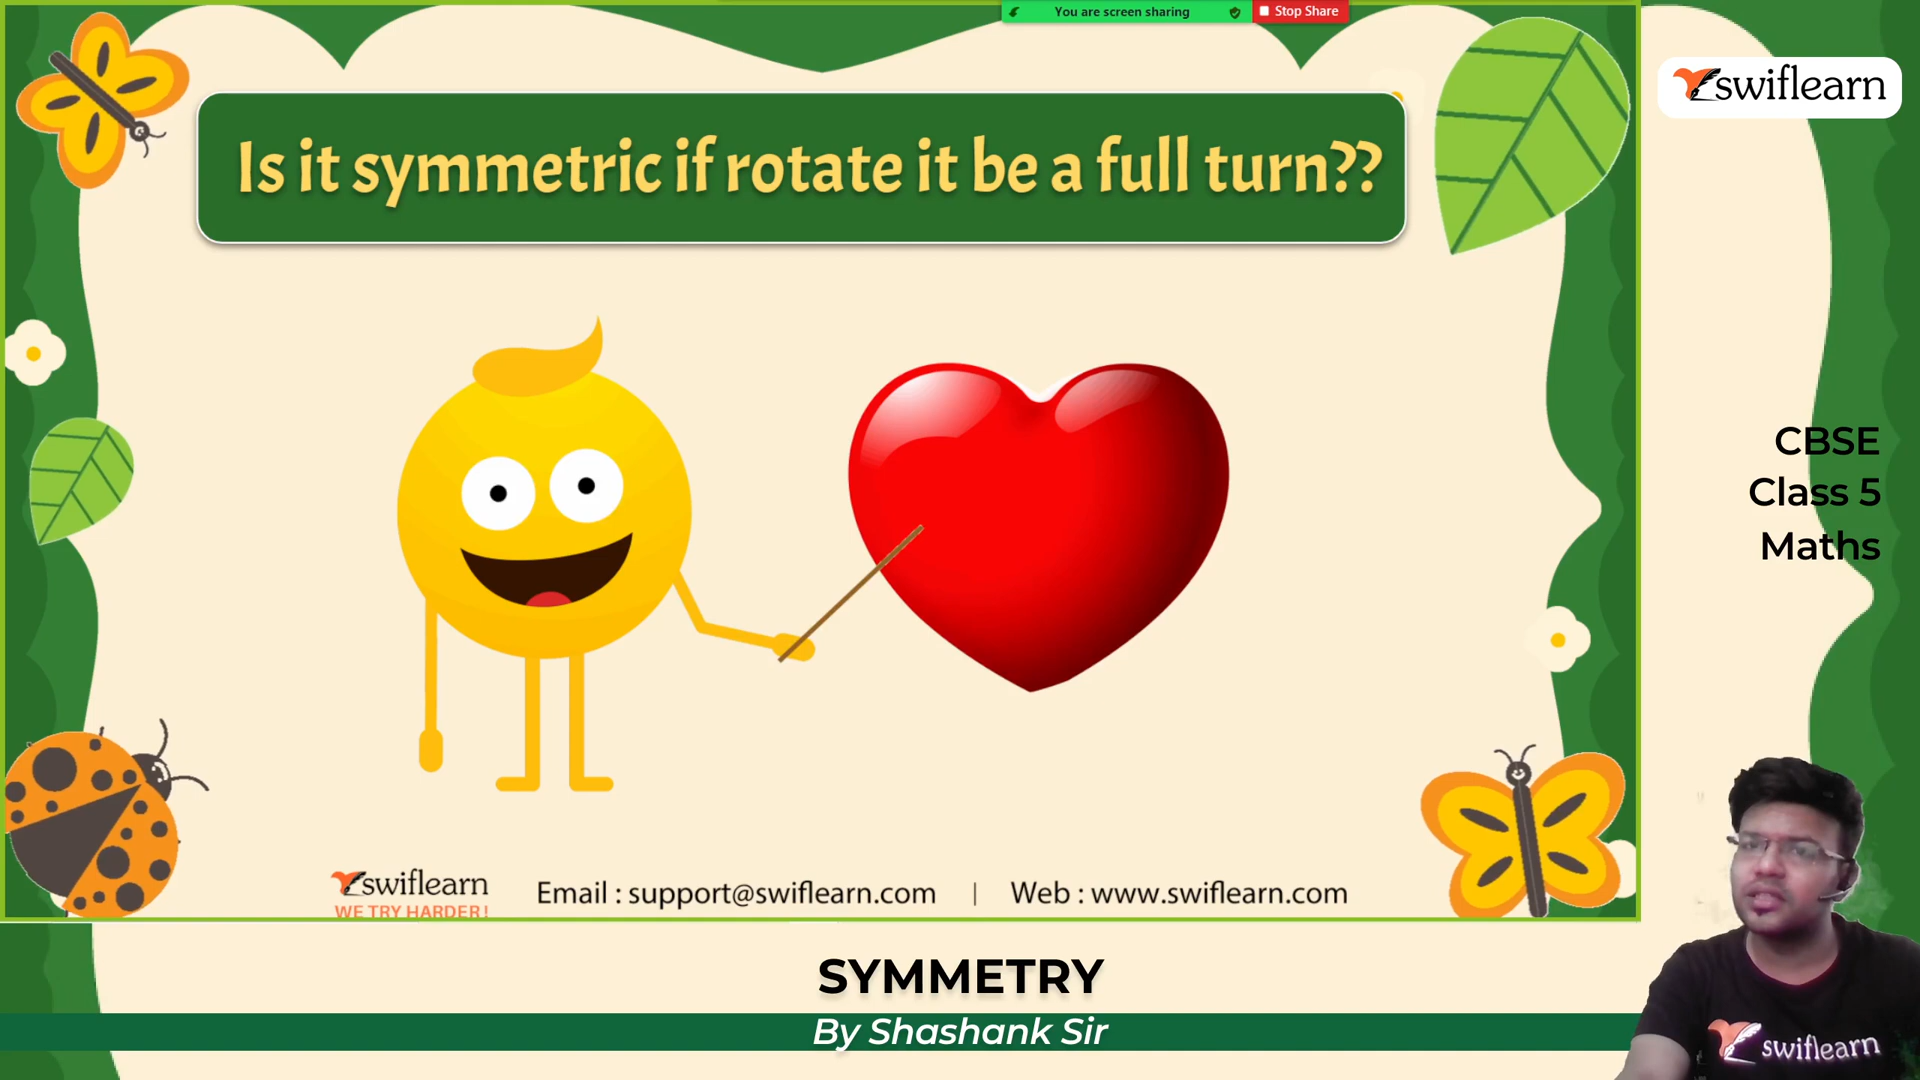 You are screen sharing
Stop Share
swiflearn
Is it symmetric if rotate it be a full turn??
CBSE
Class 5
Maths
swiflearn
WE TRY HARDER!
Email : support@swiflearn.com | Web : www.swiflearn.com
SYMMETRY
By Shashank Sir
swiflearn